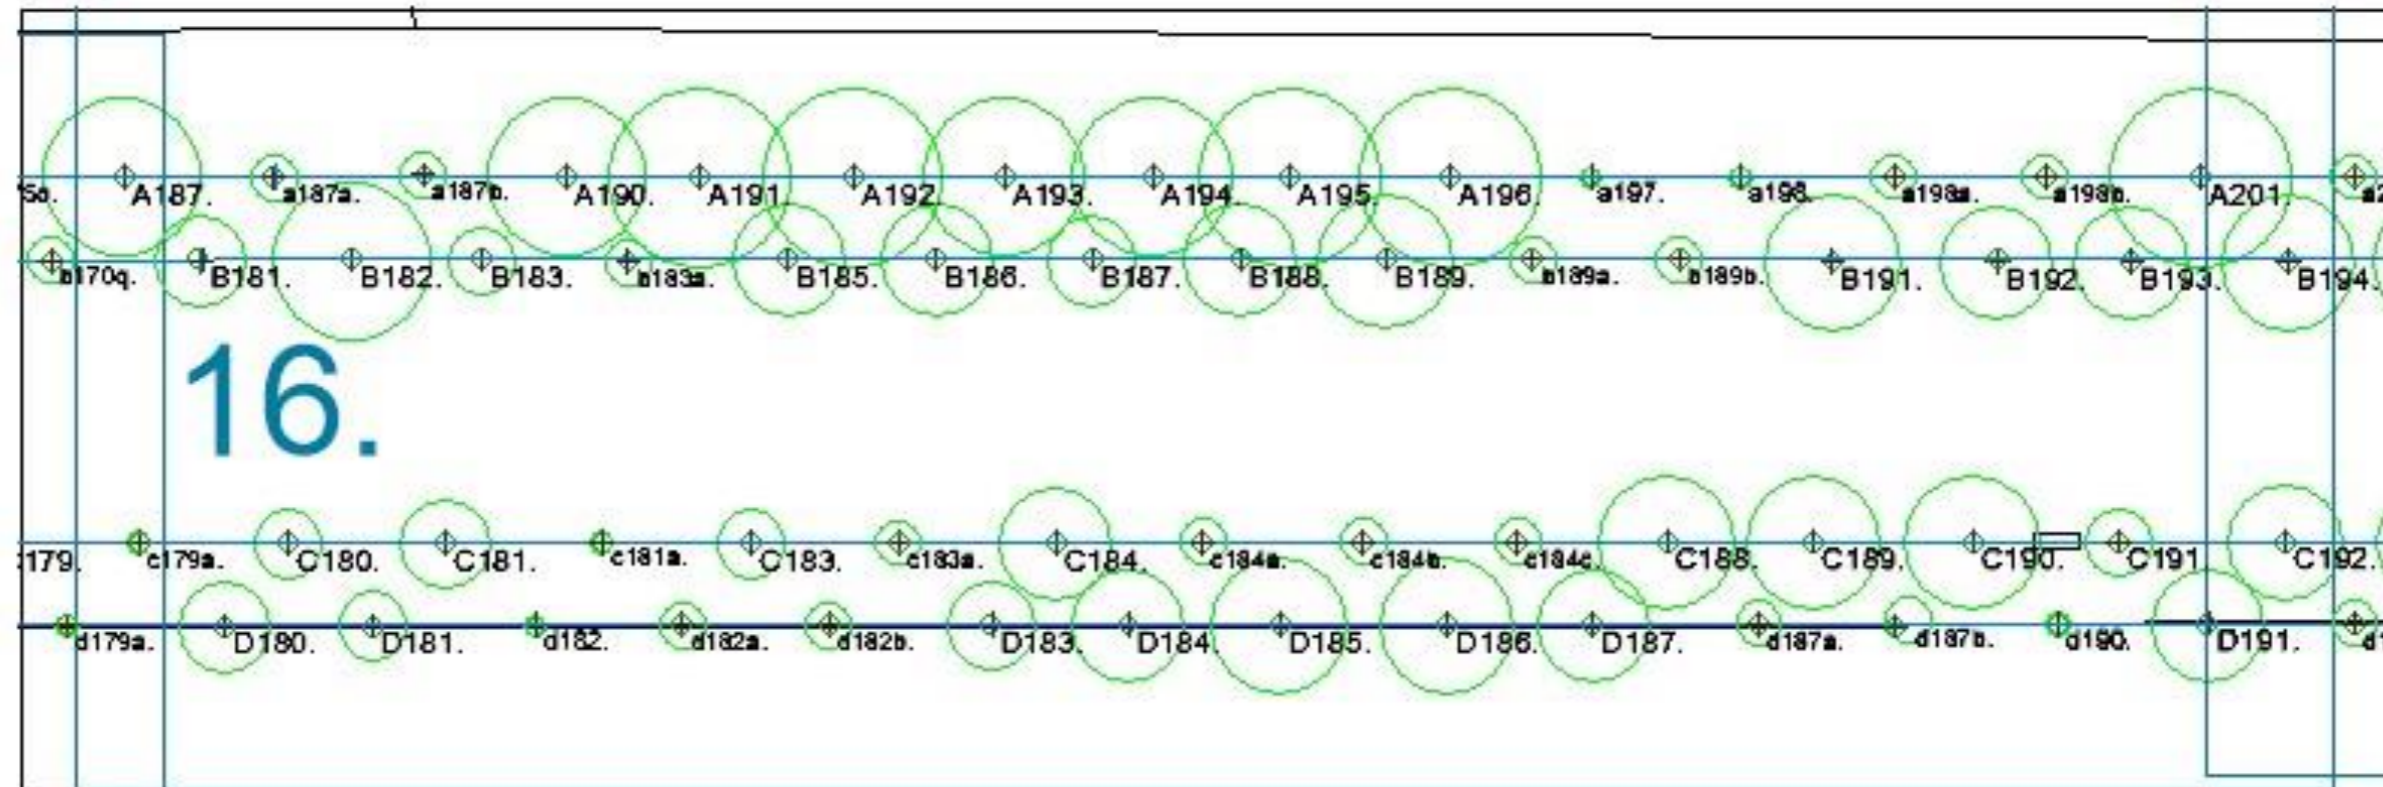 A187. a187a. a187b. A190. A191. A192. A193. A194. A195. A196. a197. a198. a198a. a198b. A201.
b170q. B181. B182. B183. b183a. B185. B186. B187. B188. B189. b189a. b189b. B191. B192. B193. B194.
16.
179. c179a. C180. C181. c181a. C183. c183a. C184. c184a. c184b. c184c. C188. C189. C190. C191. C192.
d179a. D180. D181. d182. d182a. d182b. D183. D184. D185. D186. D187. d187a. d187b. d190. D191.